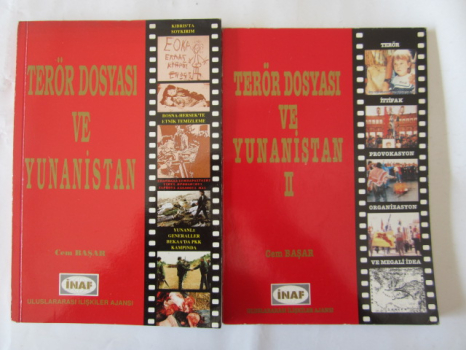 KIBRIS'TA
SOYKIRIM
EOKA
TERÖR DOSYASI
VE
YUNANİSTAN
BOSNA-HERSEK'TE
ETNİK TEMİZLEME
YUNANLI
GENERALLER
BEKAA'DA PKK
KAMPINDA
Cem BAŞAR
İNAF
ULUSLARARASI İLİŞKİLER AJANSI
TERÖR DOSYASI
VE
YUNANİSTAN
II
Cem BAŞAR
İNAF
ULUSLARARASI İLİŞKİLER AJANSI
TERÖR
İTTİFAK
PROVOKASYON
ORGANİZASYON
VE MEGALİ İDEA